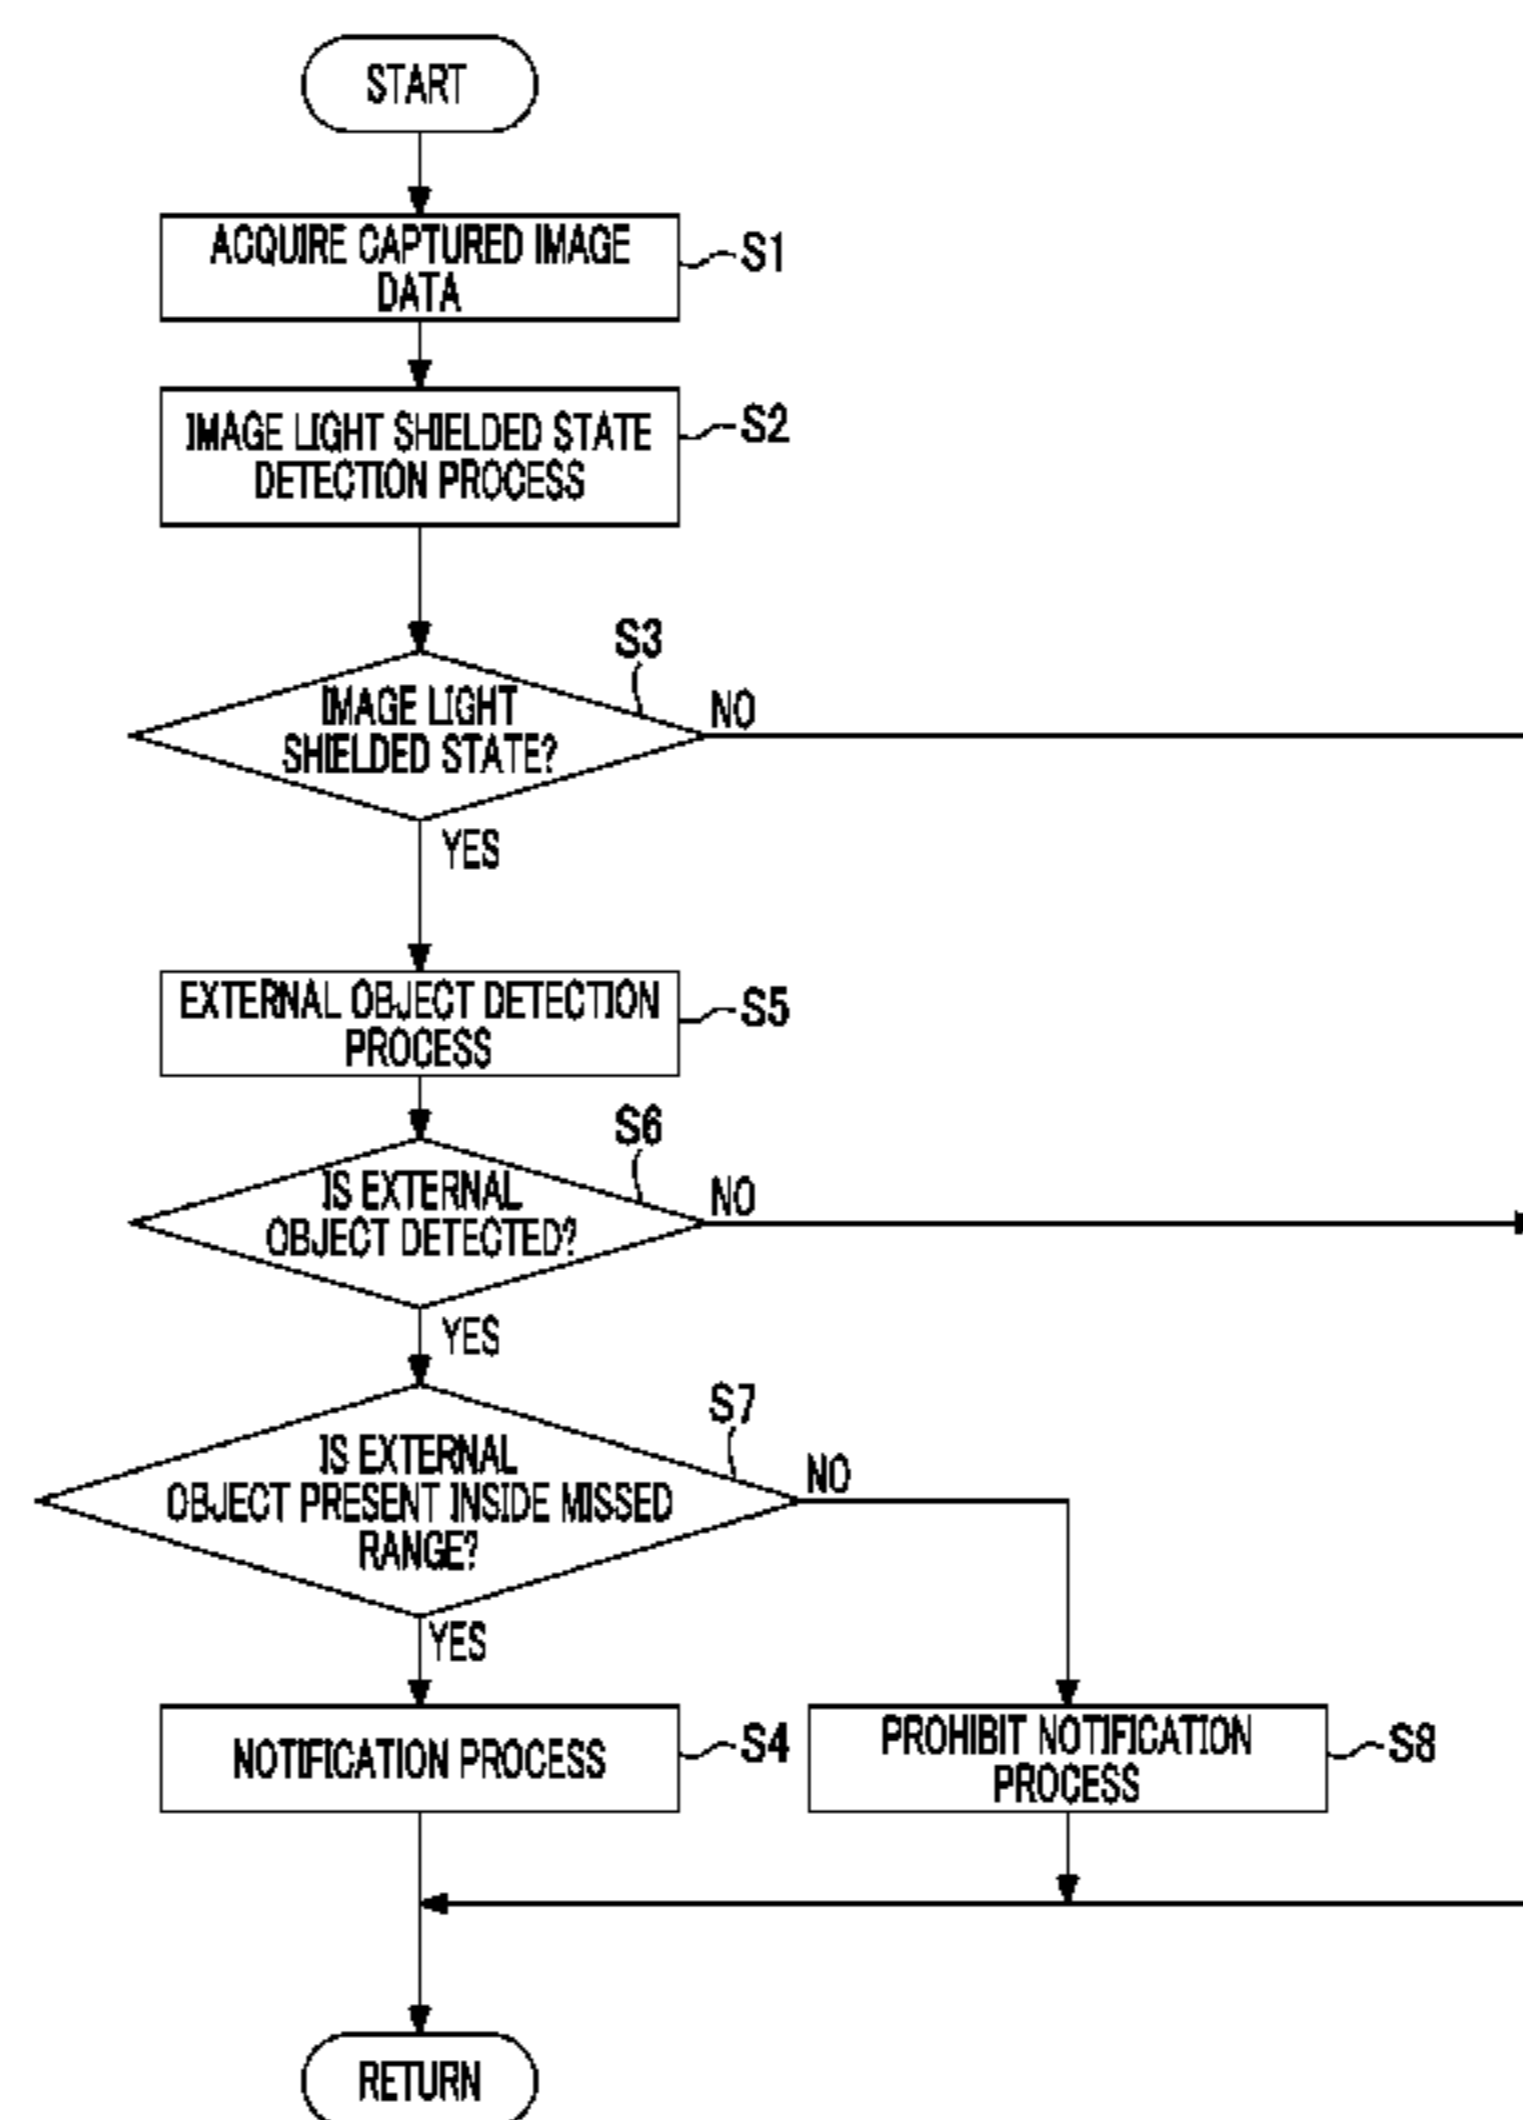 START
ACQUIRE CAPTURED IMAGE
DATA
S1
IMAGE LIGHT SHIELDED STATE
DETECTION PROCESS
S2
S3
IMAGE LIGHT
SHIELDED STATE?
NO
YES
EXTERNAL OBJECT DETECTION
PROCESS
S5
S6
IS EXTERNAL
OBJECT DETECTED?
NO
YES
S7
IS EXTERNAL
OBJECT PRESENT INSIDE MISSED
RANGE?
NO
YES
NOTIFICATION PROCESS
S4
PROHIBIT NOTIFICATION
PROCESS
S8
RETURN